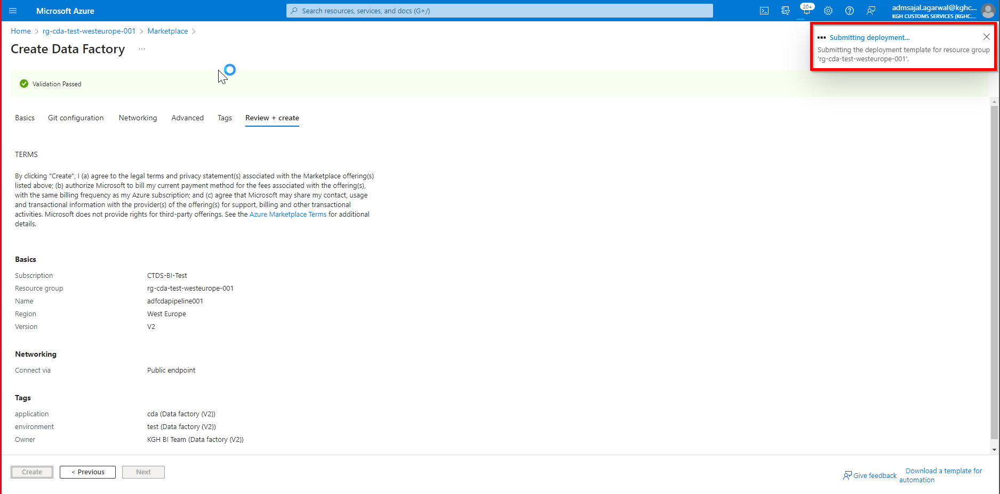 Microsoft Azure
Search resources, services, and docs (G+/)
20+
admsajal.agarwal@kghc...
KGH CUSTOMS SERVICES (KGHC....
Home > rg-cda-test-westeurope-001 > Marketplace >
Create Data Factory ...
Submitting deployment...
Submitting the deployment template for resource group
'rg-cda-test-westeurope-001'.
Validation Passed
Basics Git configuration Networking Advanced Tags Review + create
TERMS
By clicking "Create", I (a) agree to the legal terms and privacy statement(s) associated with the Marketplace offering(s)
listed above; (b) authorize Microsoft to bill my current payment method for the fees associated with the offering(s),
with the same billing frequency as my Azure subscription; and (c) agree that Microsoft may share my contact, usage
and transactional information with the provider(s) of the offering(s) for support, billing and other transactional
activities. Microsoft does not provide rights for third-party offerings. See the Azure Marketplace Terms for additional
details.
Basics
Subscription CTDS-BI-Test
Resource group rg-cda-test-westeurope-001
Name adfcdapipeline001
Region West Europe
Version V2
Networking
Connect via Public endpoint
Tags
application cda (Data factory (V2))
environment test (Data factory (V2))
Owner KGH BI Team (Data factory (V2))
Create < Previous Next
Give feedback
Download a template for
automation